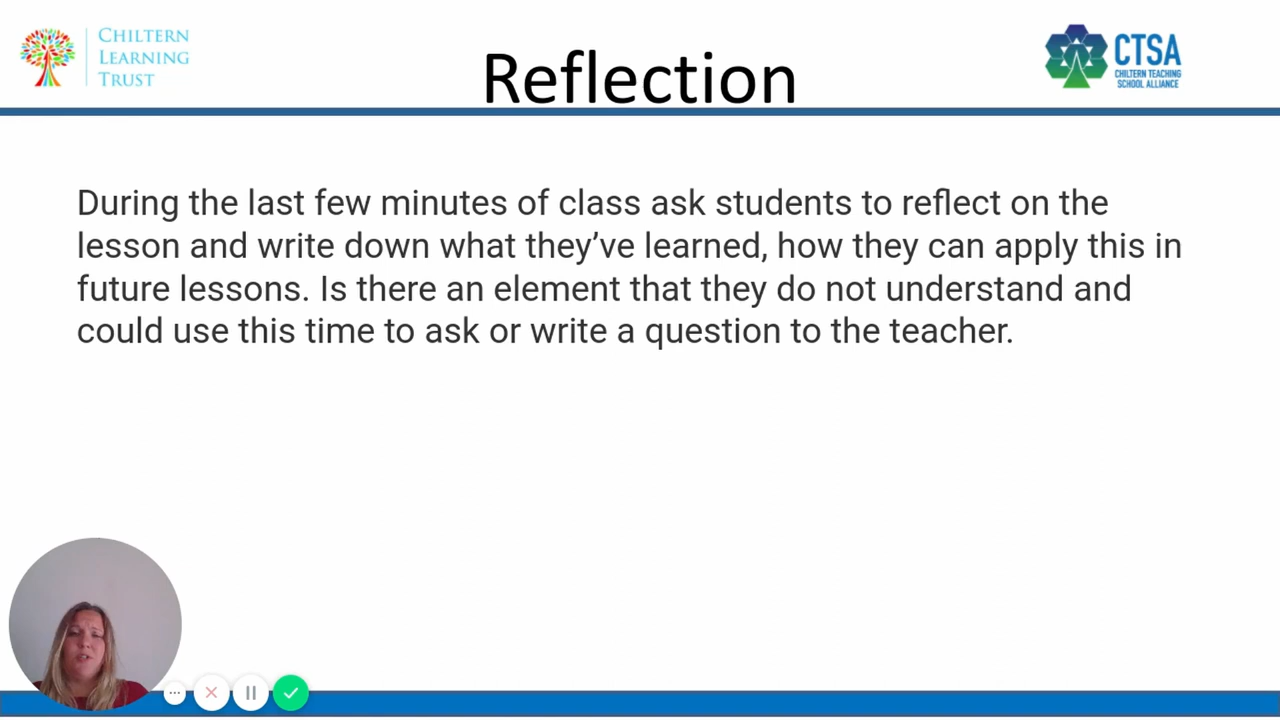 CHILTERN
LEARNING
TRUST
Reflection
CTSA
CHILTERN TEACHING
SCHOOL ALLIANCE
During the last few minutes of class ask students to reflect on the
lesson and write down what they’ve learned, how they can apply this in
future lessons. Is there an element that they do not understand and
could use this time to ask or write a question to the teacher.